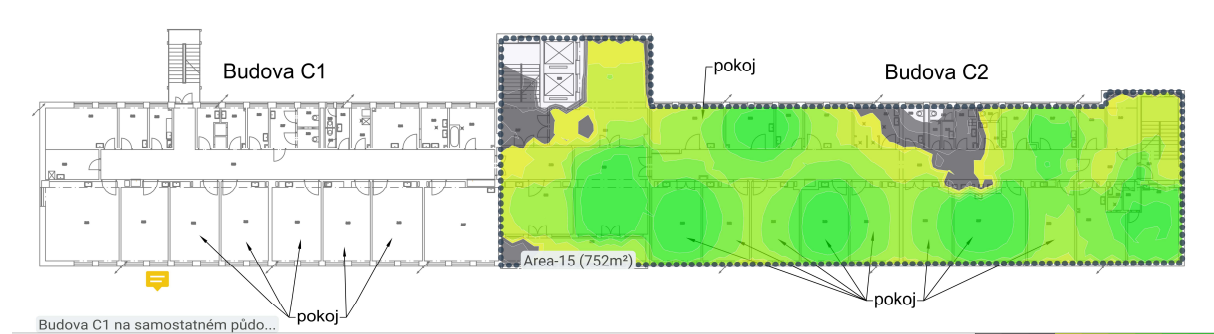 pokoj
Budova C1
Budova C2
Area-15 (752m²)
pokoj
pokoj
Budova C1 na samostatném půdo...